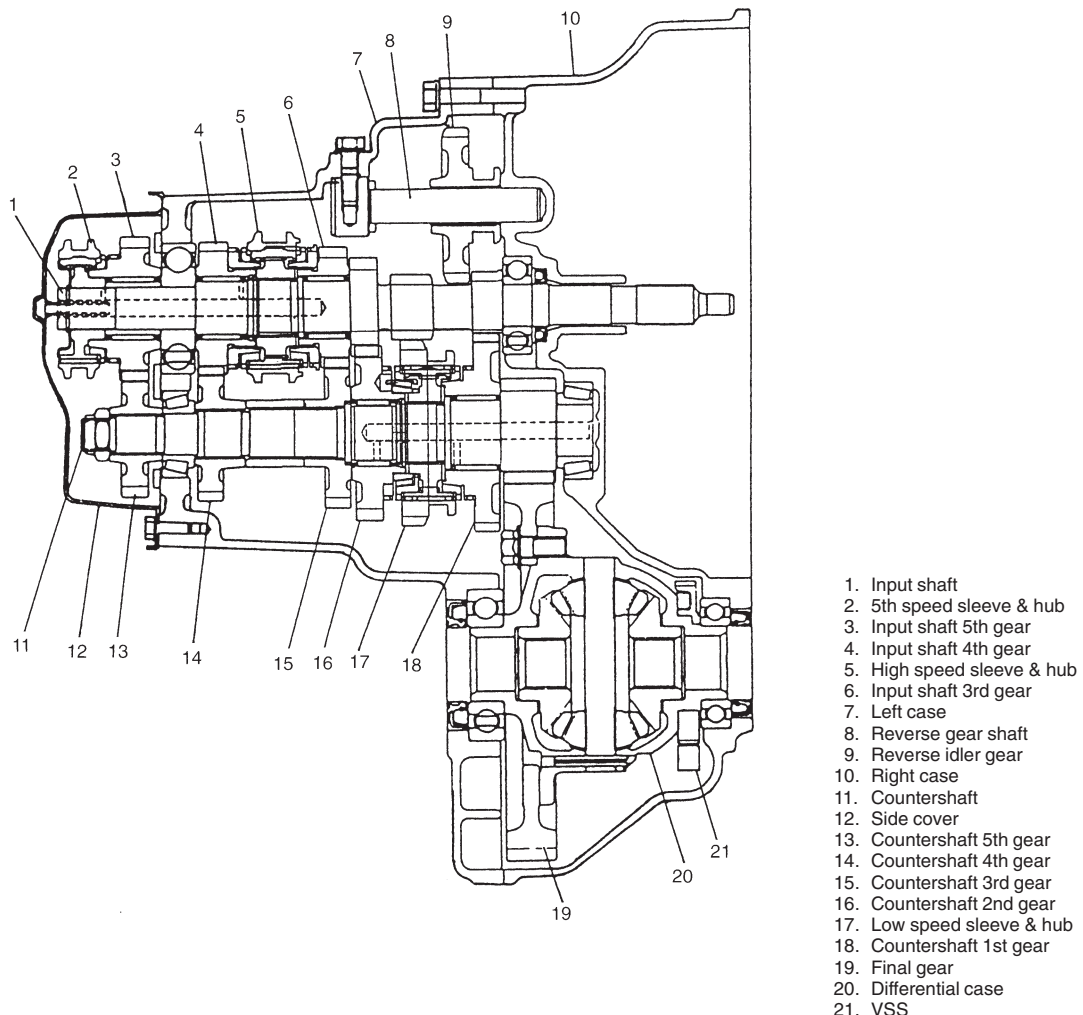 10
9
8
7
6
5
4
3
2
1
11
12
13
14
15
16
17
18
19
20
21
1. Input shaft
2. 5th speed sleeve & hub
3. Input shaft 5th gear
4. Input shaft 4th gear
5. High speed sleeve & hub
6. Input shaft 3rd gear
7. Left case
8. Reverse gear shaft
9. Reverse idler gear
10. Right case
11. Countershaft
12. Side cover
13. Countershaft 5th gear
14. Countershaft 4th gear
15. Countershaft 3rd gear
16. Countershaft 2nd gear
17. Low speed sleeve & hub
18. Countershaft 1st gear
19. Final gear
20. Differential case
21. VSS